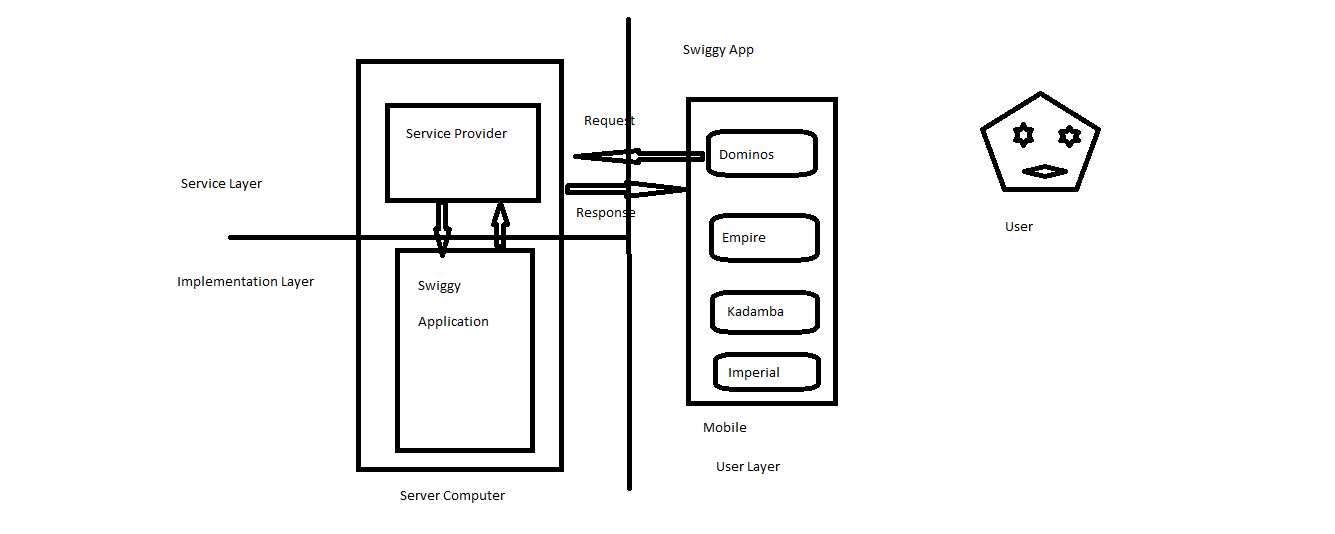 Swiggy App
Service Provider
Request
Dominos
Service Layer
Response
User
Empire
Implementation Layer
Swiggy
Application
Kadamba
Imperial
Mobile
User Layer
Server Computer